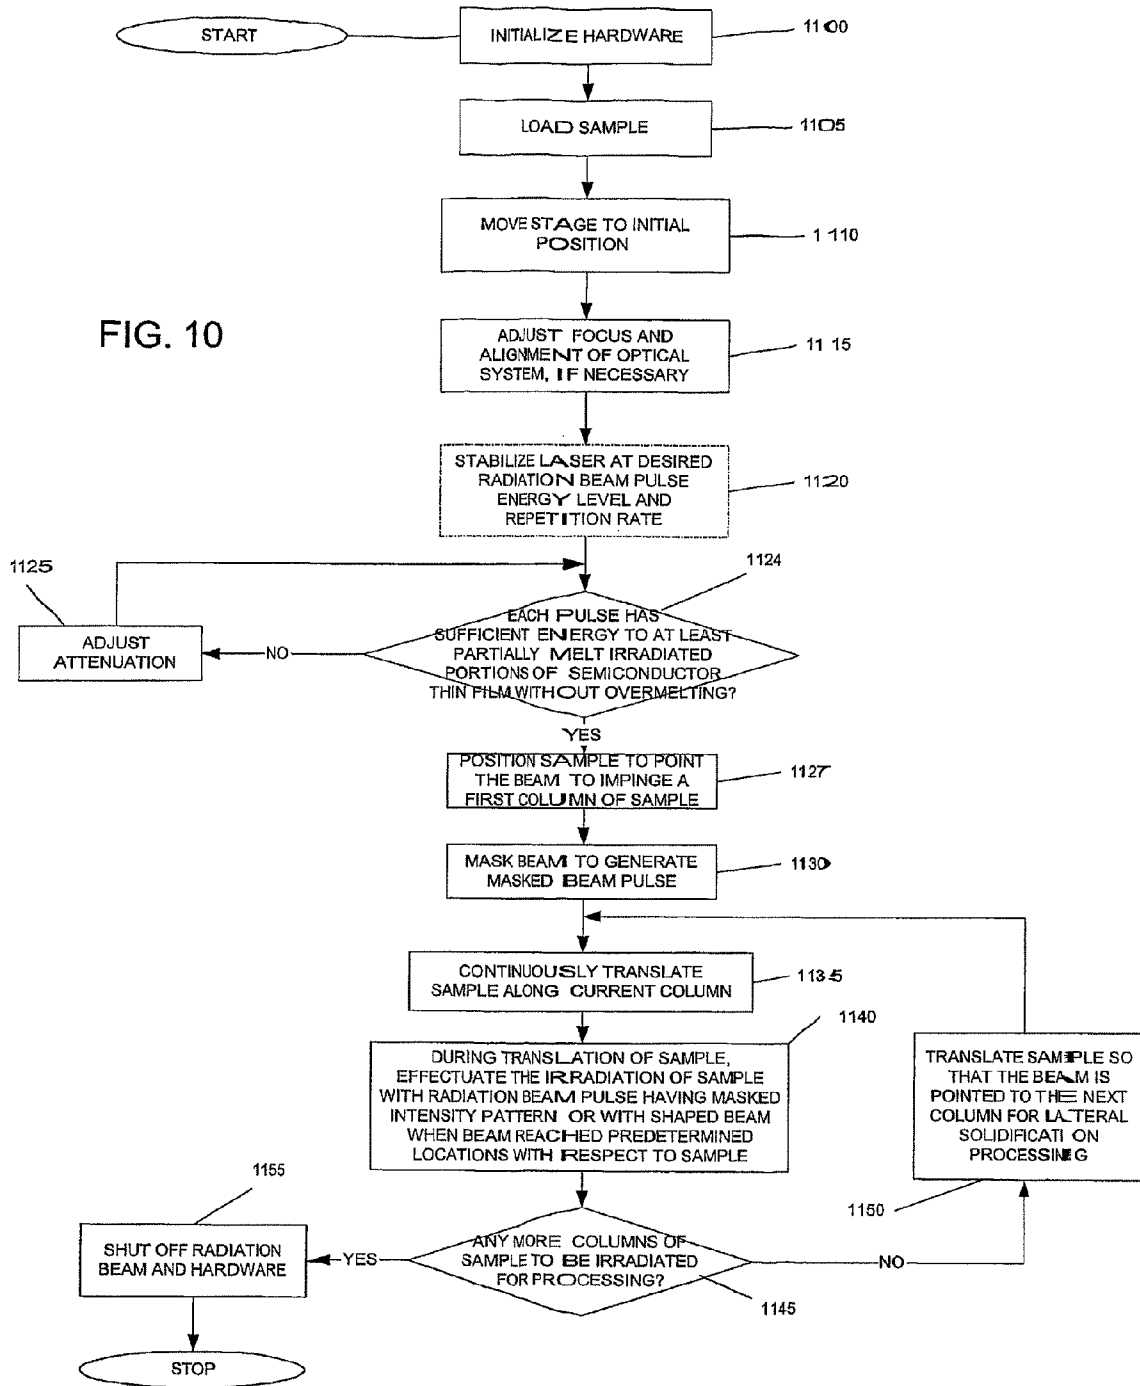 START
INITIALIZE HARDWARE
1100
LOAD SAMPLE
1105
MOVE STAGE TO INITIAL
POSITION
1110
FIG. 10
ADJUST FOCUS AND
ALIGNMENT OF OPTICAL
SYSTEM, IF NECESSARY
1115
STABILIZE LASER AT DESIRED
RADIATION BEAM PULSE
ENERGY LEVEL AND
REPETITION RATE
1120
1125
ADJUST
ATTENUATION
NO
1124
EACH PULSE HAS
SUFFICIENT ENERGY TO AT LEAST
PARTIALLY MELT IRRADIATED
PORTIONS OF SEMICONDUCTOR
THIN FILM WITHOUT OVERMELTING?
YES
POSITION SAMPLE TO POINT
THE BEAM TO IMPINGE A
FIRST COLUMN OF SAMPLE
1127
MASK BEAM TO GENERATE
MASKED BEAM PULSE
1130
CONTINUOUSLY TRANSLATE
SAMPLE ALONG CURRENT COLUMN
1135
1140
DURING TRANSLATION OF SAMPLE,
EFFECTUATE THE IRRADIATION OF SAMPLE
WITH RADIATION BEAM PULSE HAVING MASKED
INTENSITY PATTERN OR WITH SHAPED BEAM
WHEN BEAM REACHED PREDETERMINED
LOCATIONS WITH RESPECT TO SAMPLE
TRANSLATE SAMPLE SO
THAT THE BEAM IS
POINTED TO THE NEXT
COLUMN FOR LATERAL
SOLIDIFICATION
PROCESSING
1150
1155
SHUT OFF RADIATION
BEAM AND HARDWARE
YES
ANY MORE COLUMNS OF
SAMPLE TO BE IRRADIATED
FOR PROCESSING?
NO
1145
STOP